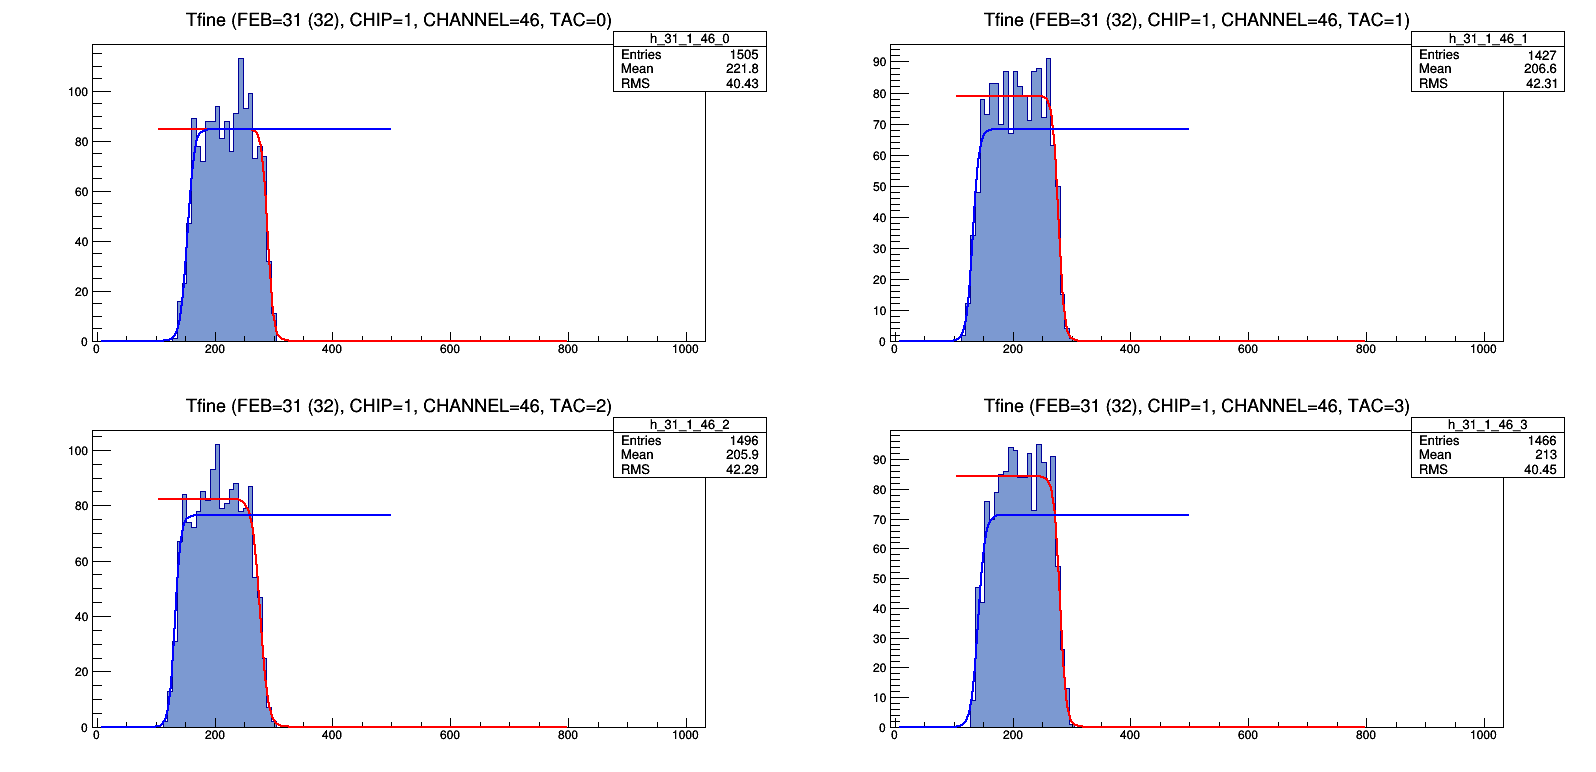 Tfine (FEB=31 (32), CHIP=1, CHANNEL=46, TAC=0)
h_31_1_46_0
Entries 1505
Mean 221.8
RMS 40.43
100
80
60
40
20
0
0 200 400 600 800 1000
Tfine (FEB=31 (32), CHIP=1, CHANNEL=46, TAC=1)
h_31_1_46_1
Entries 1427
Mean 206.6
RMS 42.31
90
80
70
60
50
40
30
20
10
0
0 200 400 600 800 1000
Tfine (FEB=31 (32), CHIP=1, CHANNEL=46, TAC=2)
h_31_1_46_2
Entries 1496
Mean 205.9
RMS 42.29
100
80
60
40
20
0
0 200 400 600 800 1000
Tfine (FEB=31 (32), CHIP=1, CHANNEL=46, TAC=3)
h_31_1_46_3
Entries 1466
Mean 213
RMS 40.45
90
80
70
60
50
40
30
20
10
0
0 200 400 600 800 1000